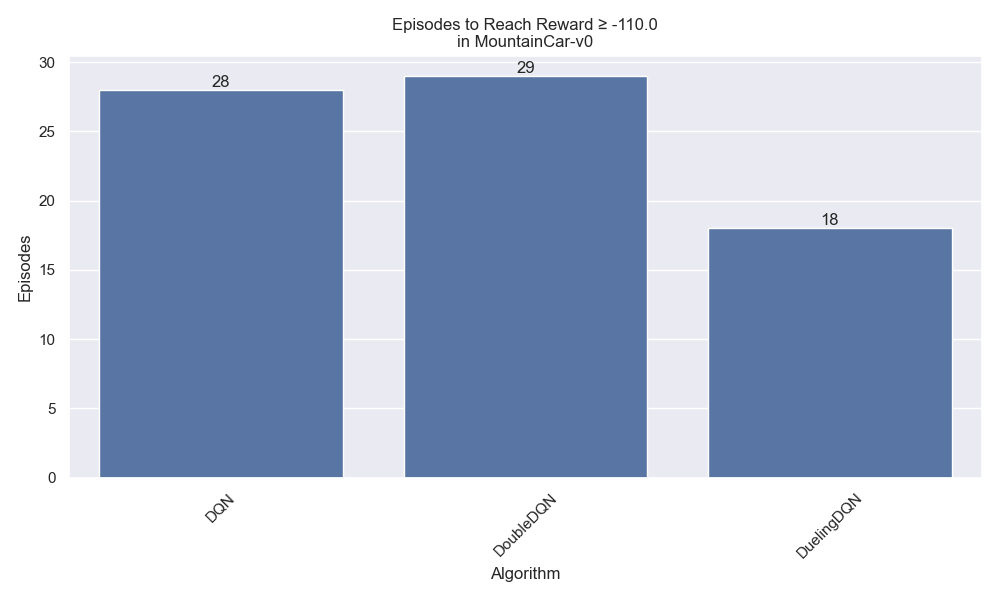 Episodes to Reach Reward ≥ -110.0
in MountainCar-v0
30
25
20
15
10
5
0
Episodes
28
29
18
DQN
DoubleDQN
DuelingDQN
Algorithm